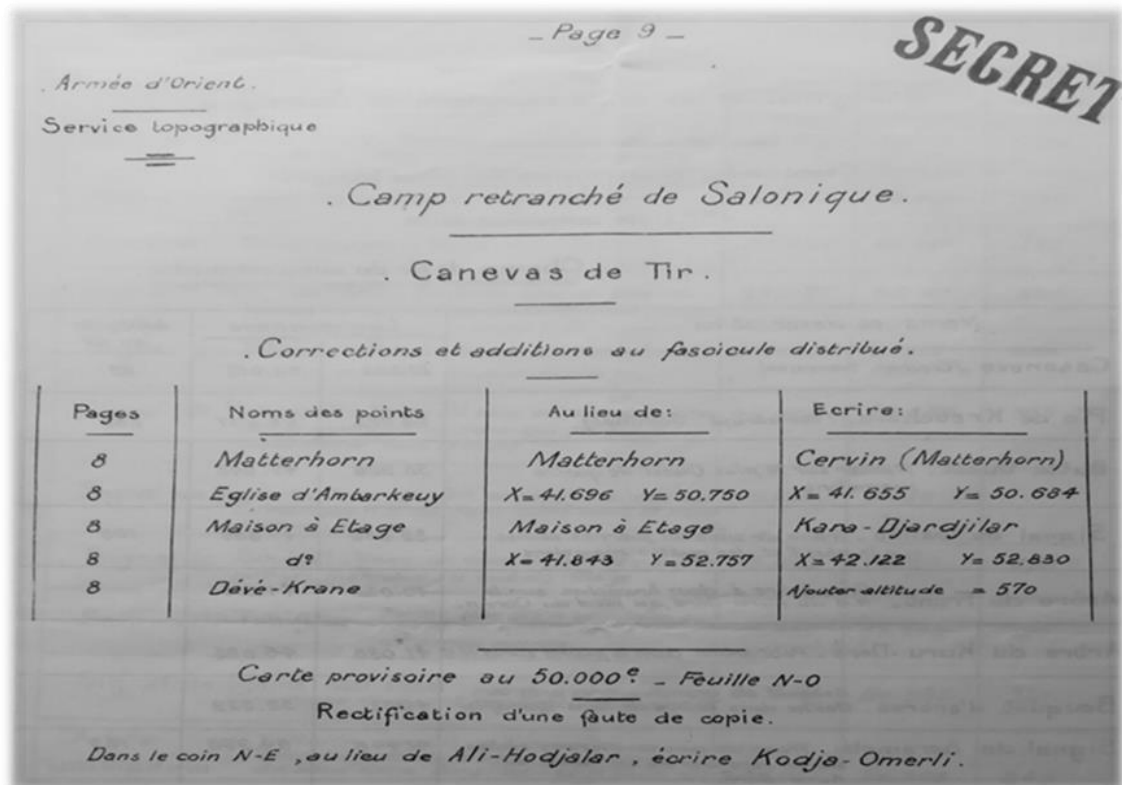 _ Page 9 _
SECRET
. Armée d'Orient.
Service topographique
. Camp retranché de Salonique.
. Canevas de Tir.
. Corrections et additions au fascicule distribué.
Pages Noms des points Au lieu de: Ecrire:
8 Matterhorn Matterhorn Cervin (Matterhorn)
8 Eglise d'Ambarkeuy X=41.696 Y=50.750 X=41.655 Y=50.684
8 Maison à Etage Maison à Etage Kara-Djardjilar
8 dº X=41.843 Y=52.757 X=42.122 Y=52.830
8 Dévé-Krane Ajouter altitude = 570
Carte provisoire au 50.000e. _ Feuille N-O
Rectification d'une faute de copie.
Dans le coin N-E, au lieu de Ali-Hodjalar, écrire Kodja-Omerli.